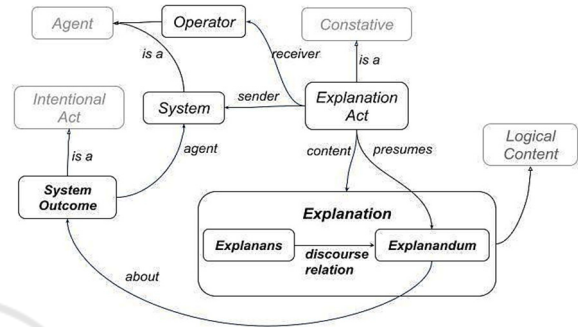 Agent
Operator
Constative
is a
receiver
is a
Intentional
Act
System
sender
Explanation
Act
Logical
Content
is a
agent
content
presumes
System
Outcome
Explanation
Explanans
discourse
relation
Explanandum
about